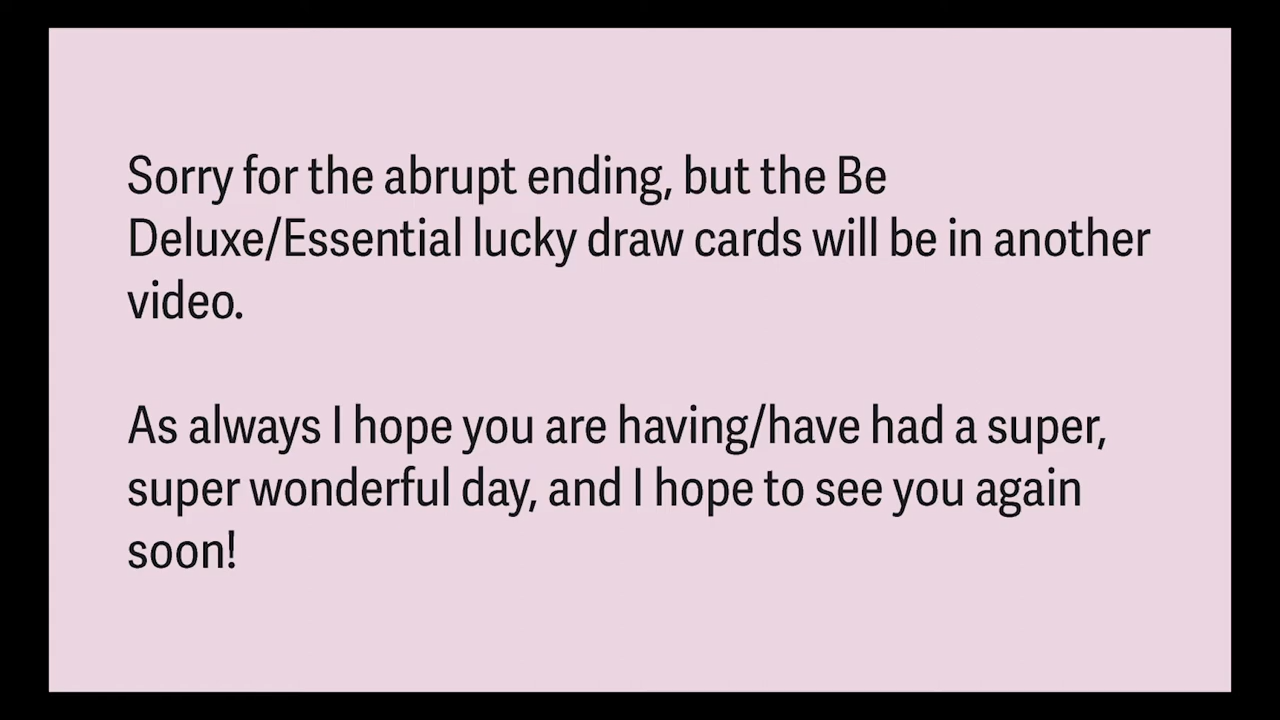 Sorry for the abrupt ending, but the Be
Deluxe/Essential lucky draw cards will be in another
video.
As always I hope you are having/have had a super,
super wonderful day, and I hope to see you again
soon!